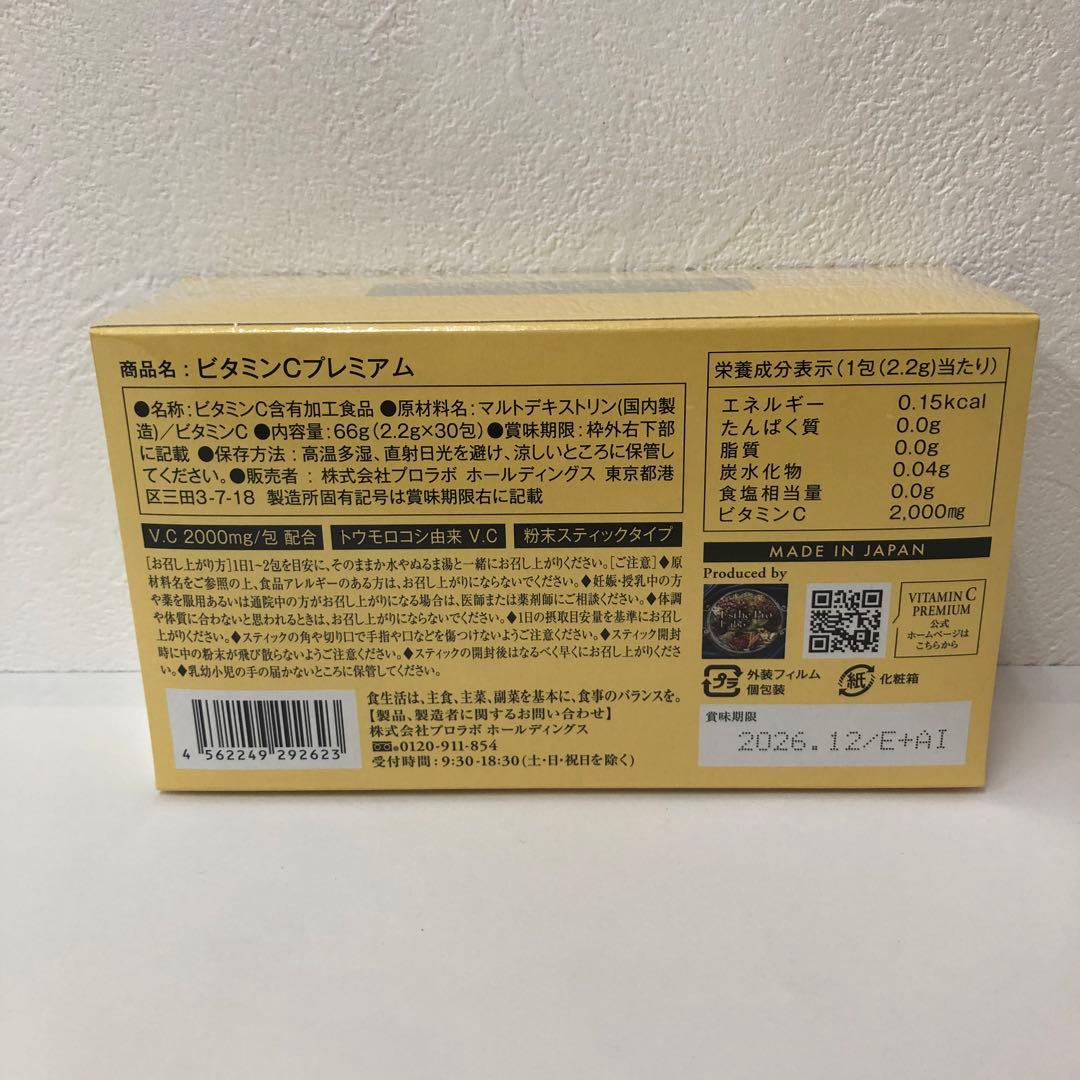 商品名：ビタミンCプレミアム
●名称：ビタミンC含有加工食品 ●原材料名：マルトデキストリン(国内製
造)／ビタミンC ●内容量：66g(2.2g×30包)●賞味期限：枠外右下部
に記載 ●保存方法：高温多湿、直射日光を避け、涼しいところに保管し
てください。●販売者：株式会社プロラボ ホールディングス 東京都港
区三田3-7-18 製造所固有記号は賞味期限右に記載
V.C 2000mg/包 配合
トウモロコシ由来 V.C
粉末スティックタイプ
[お召し上がり方]1日1~2包を目安に、そのままか水やぬるま湯と一緒にお召し上がりください。[ご注意]◆原
材料名をご参照の上、食品アレルギーのある方は、お召し上がりにならないでください。◆妊娠・授乳中の方
や薬を服用あるいは通院中の方がお召し上がりになる場合は、医師または薬剤師にご相談ください。◆体調
や体質に合わないと思われるときは、お召し上がりにならないでください。◆1日の摂取目安量を基準にお召し
上がりください。◆スティックの角や切り口で手指や口などを傷つけないようご注意ください。◆スティック開封
時に中の粉末が飛び散らないようご注意ください。◆スティックの開封後はなるべく早くにお召し上がりくださ
い。◆乳幼小児の手の届かないところに保管してください。
4 562249 292623
食生活は、主食、主菜、副菜を基本に、食事のバランスを。
【製品、製造者に関するお問い合わせ】
株式会社プロラボ ホールディングス
0120-911-854
受付時間：9:30-18:30(土・日・祝日を除く)
栄養成分表示(1包(2.2g)当たり)
エネルギー 0.15kcal
たんぱく質 0.0g
脂質 0.0g
炭水化物 0.04g
食塩相当量 0.0g
ビタミンC 2,000mg
MADE IN JAPAN
Produced by
Esthe Pro
Labo
VITAMIN C
PREMIUM
公式
ホームページは
こちらから
プラ
外装フィルム
個包装
紙
化粧箱
賞味期限
2026.12/E+AI